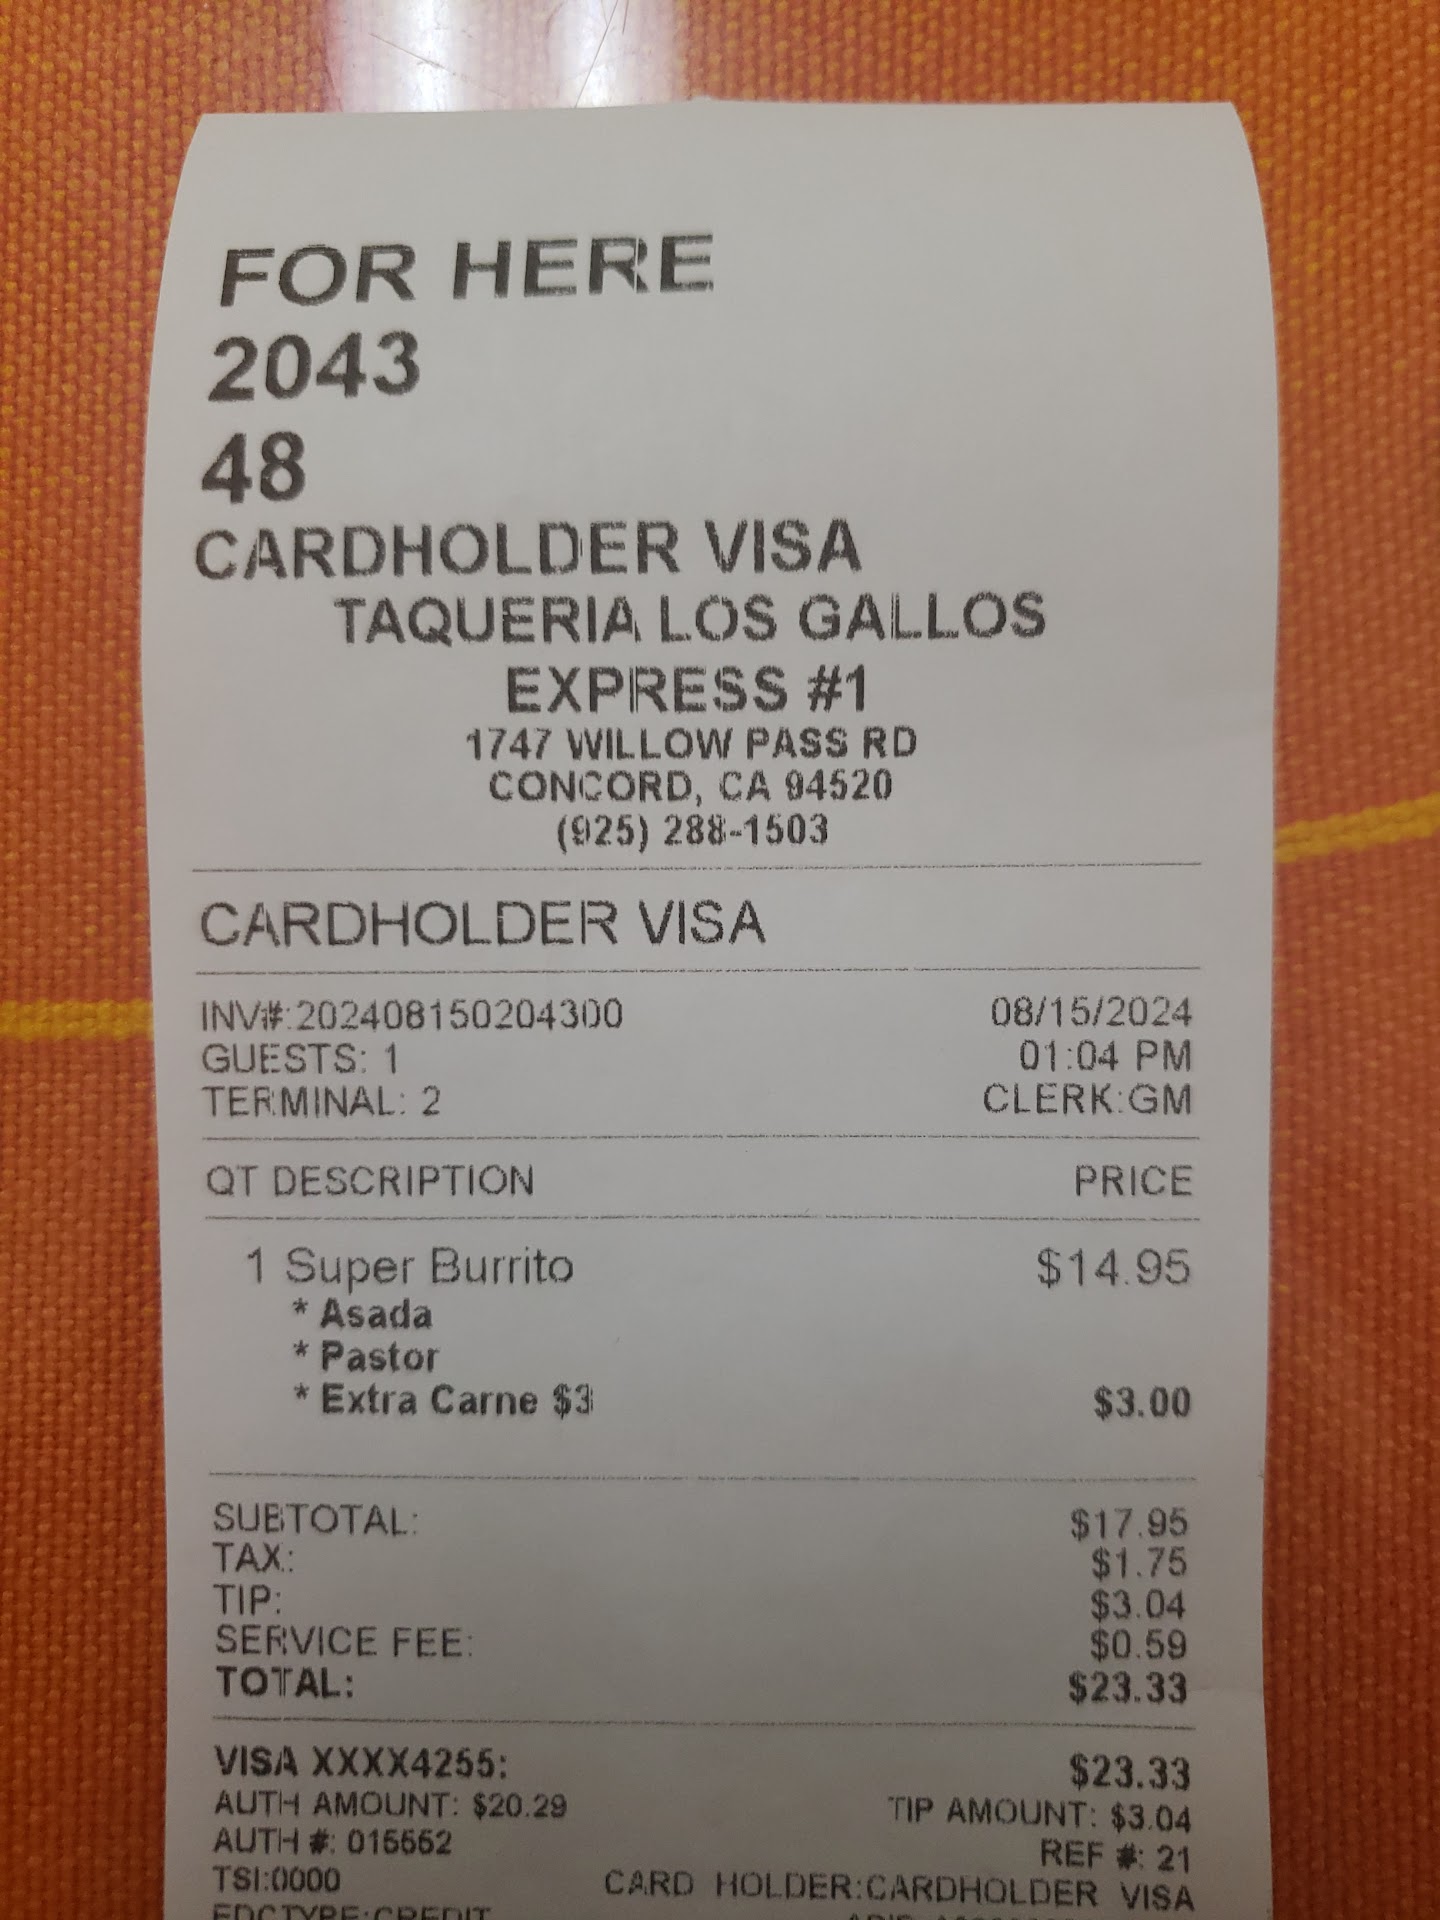 FOR HERE
2043
48
CARDHOLDER VISA
TAQUERIA LOS GALLOS
EXPRESS #1
1747 WILLOW PASS RD
CONCORD, CA 94520
(925) 288-1503
CARDHOLDER VISA
INV#:202408150204300 08/15/2024
GUESTS: 1 01:04 PM
TERMINAL: 2 CLERK:GM
QT DESCRIPTION PRICE
1 Super Burrito $14.95
* Asada
* Pastor
* Extra Carne $3 $3.00
SUBTOTAL: $17.95
TAX: $1.75
TIP: $3.04
SERVICE FEE: $0.59
TOTAL: $23.33
VISA XXXX4255: $23.33
AUTH AMOUNT: $20.29 TIP AMOUNT: $3.04
AUTH #: 015552 REF #: 21
TSI:0000 CARD HOLDER:CARDHOLDER VISA
EDCTYPE:CREDIT